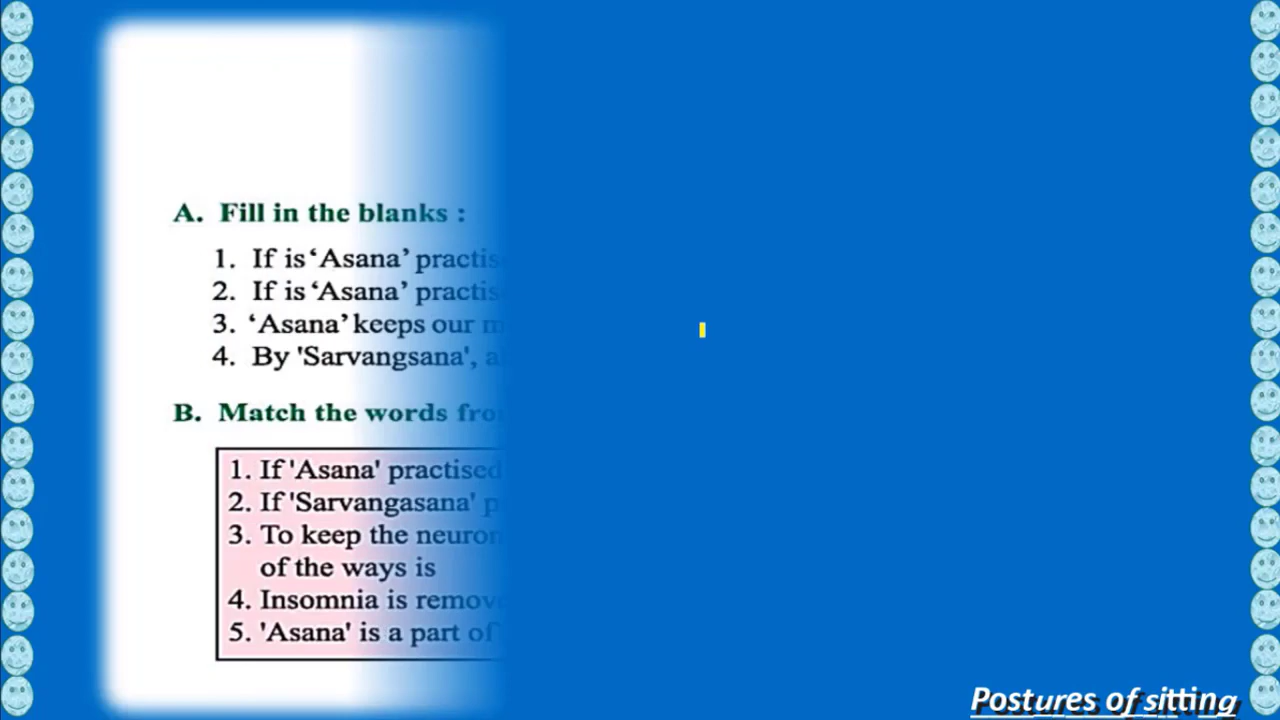 A. Fill in the blanks :
1. If is ‘Asana’ practis
2. If is ‘Asana’ practis
3. ‘Asana’ keeps our m
4. By 'Sarvangsana', a
B. Match the words fro
1. If 'Asana' practised
2. If 'Sarvangasana' p
3. To keep the neuron
of the ways is
4. Insomnia is remov
5. 'Asana' is a part of
Postures of sitting